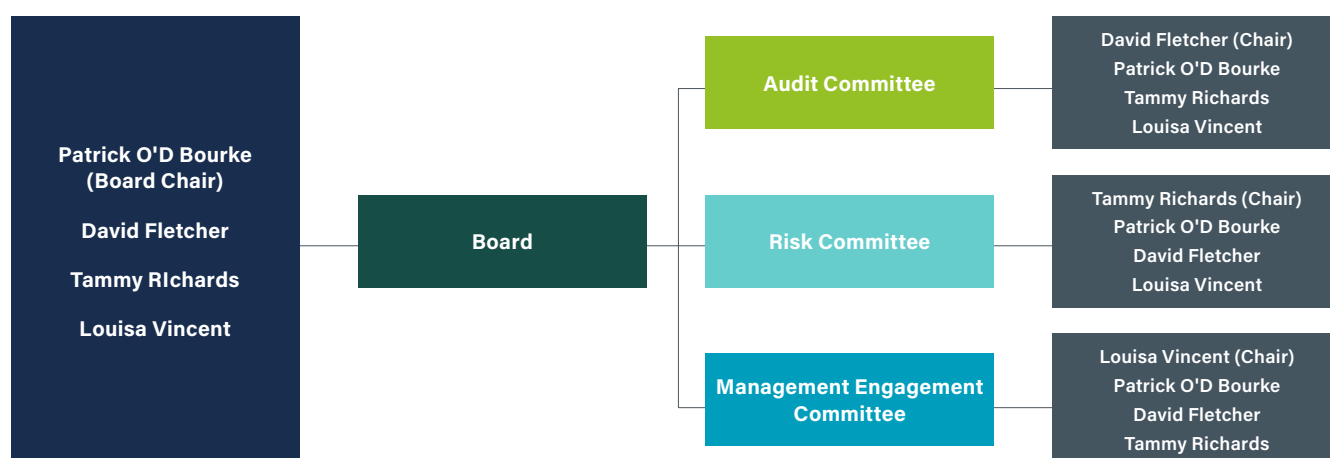 Patrick O'D Bourke
(Board Chair)
David Fletcher
Tammy RIchards
Louisa Vincent
Board
Audit Committee
Risk Committee
Management Engagement
Committee
David Fletcher (Chair)
Patrick O'D Bourke
Tammy Richards
Louisa Vincent
Tammy Richards (Chair)
Patrick O'D Bourke
David Fletcher
Louisa Vincent
Louisa Vincent (Chair)
Patrick O'D Bourke
David Fletcher
Tammy Richards